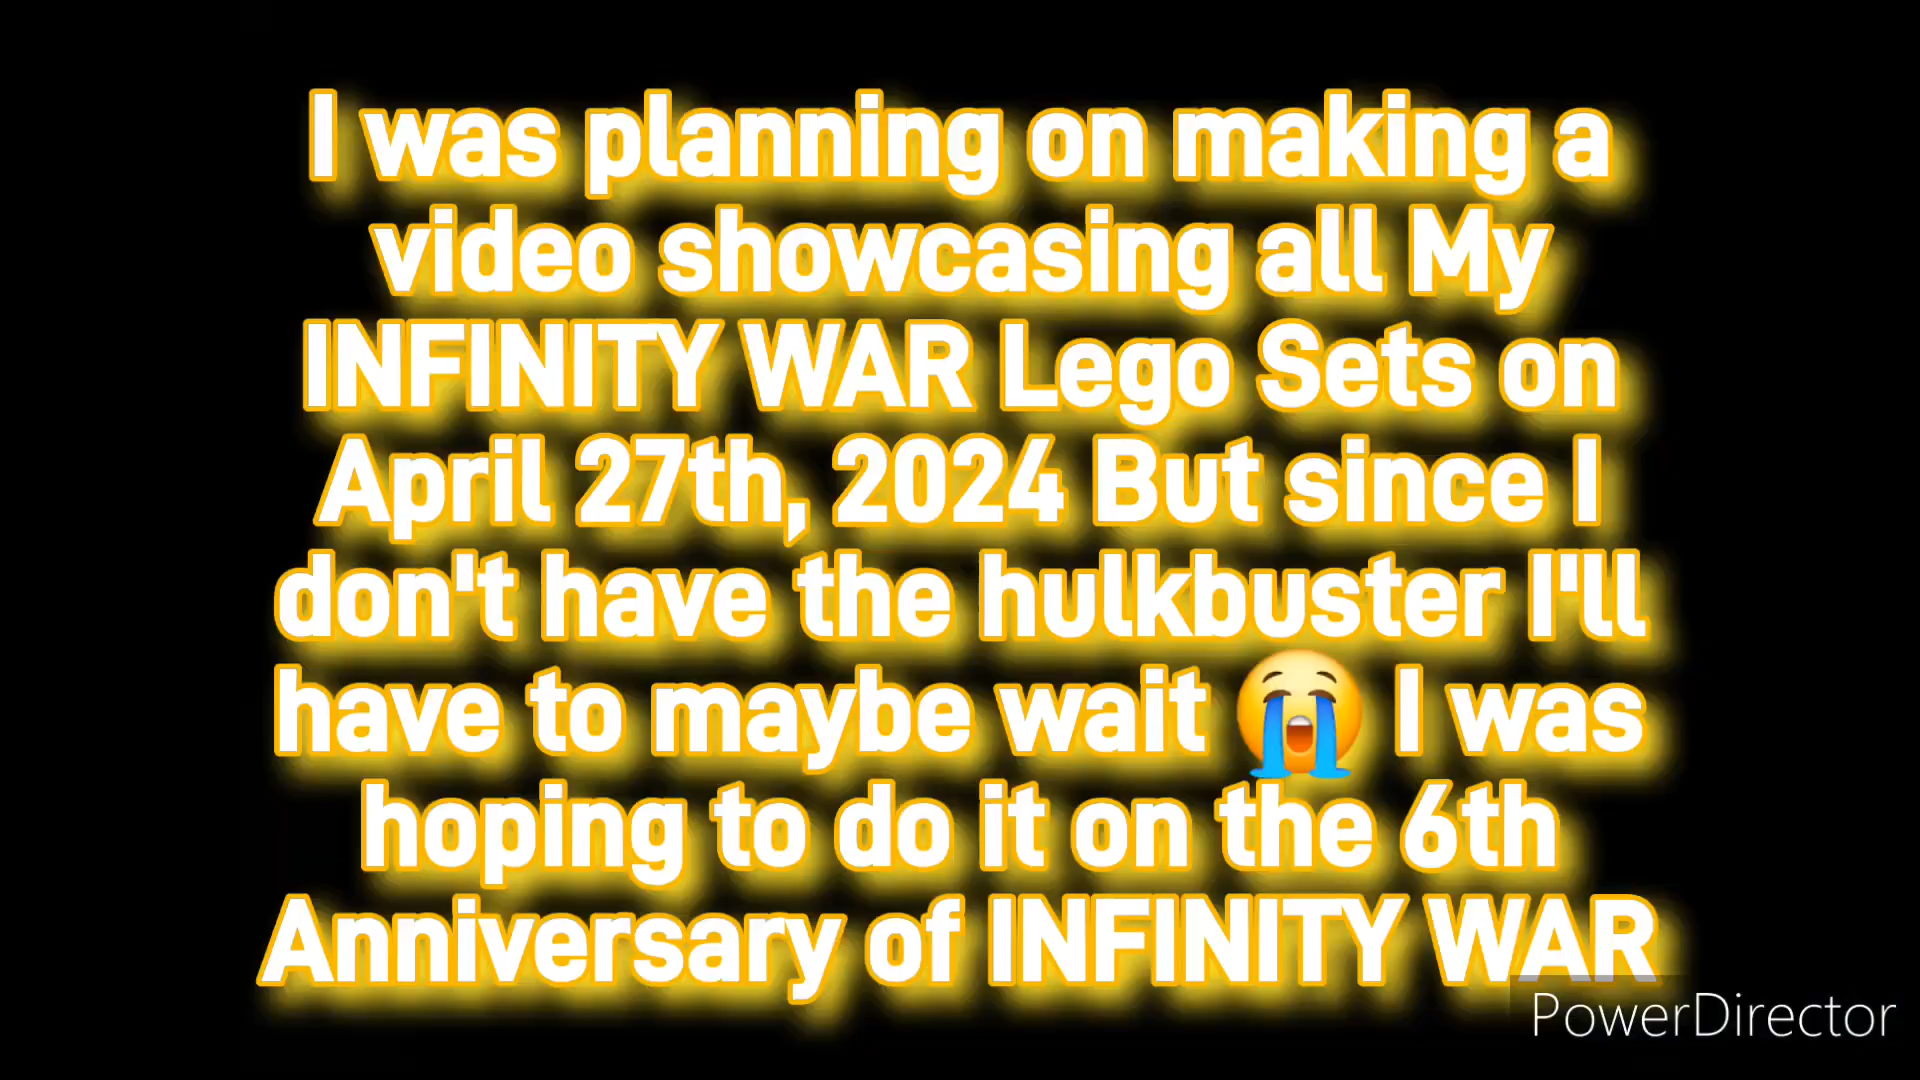 I was planning on making a
video showcasing all My
INFINITY WAR Lego Sets on
April 27th, 2024 But since I
don't have the hulkbuster I'll
have to maybe wait 😭 I was
hoping to do it on the 6th
Anniversary of INFINITY WAR
PowerDirector